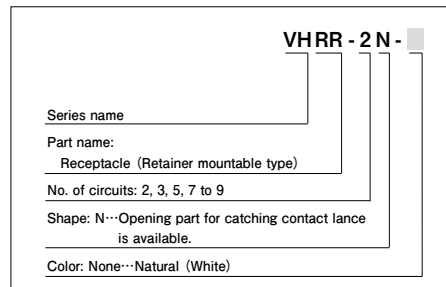 VHRR - 2 N -
Series name
Part name:
Receptacle (Retainer mountable type)
No. of circuits: 2, 3, 5, 7 to 9
Shape: N…Opening part for catching contact lance
is available.
Color: None…Natural (White)